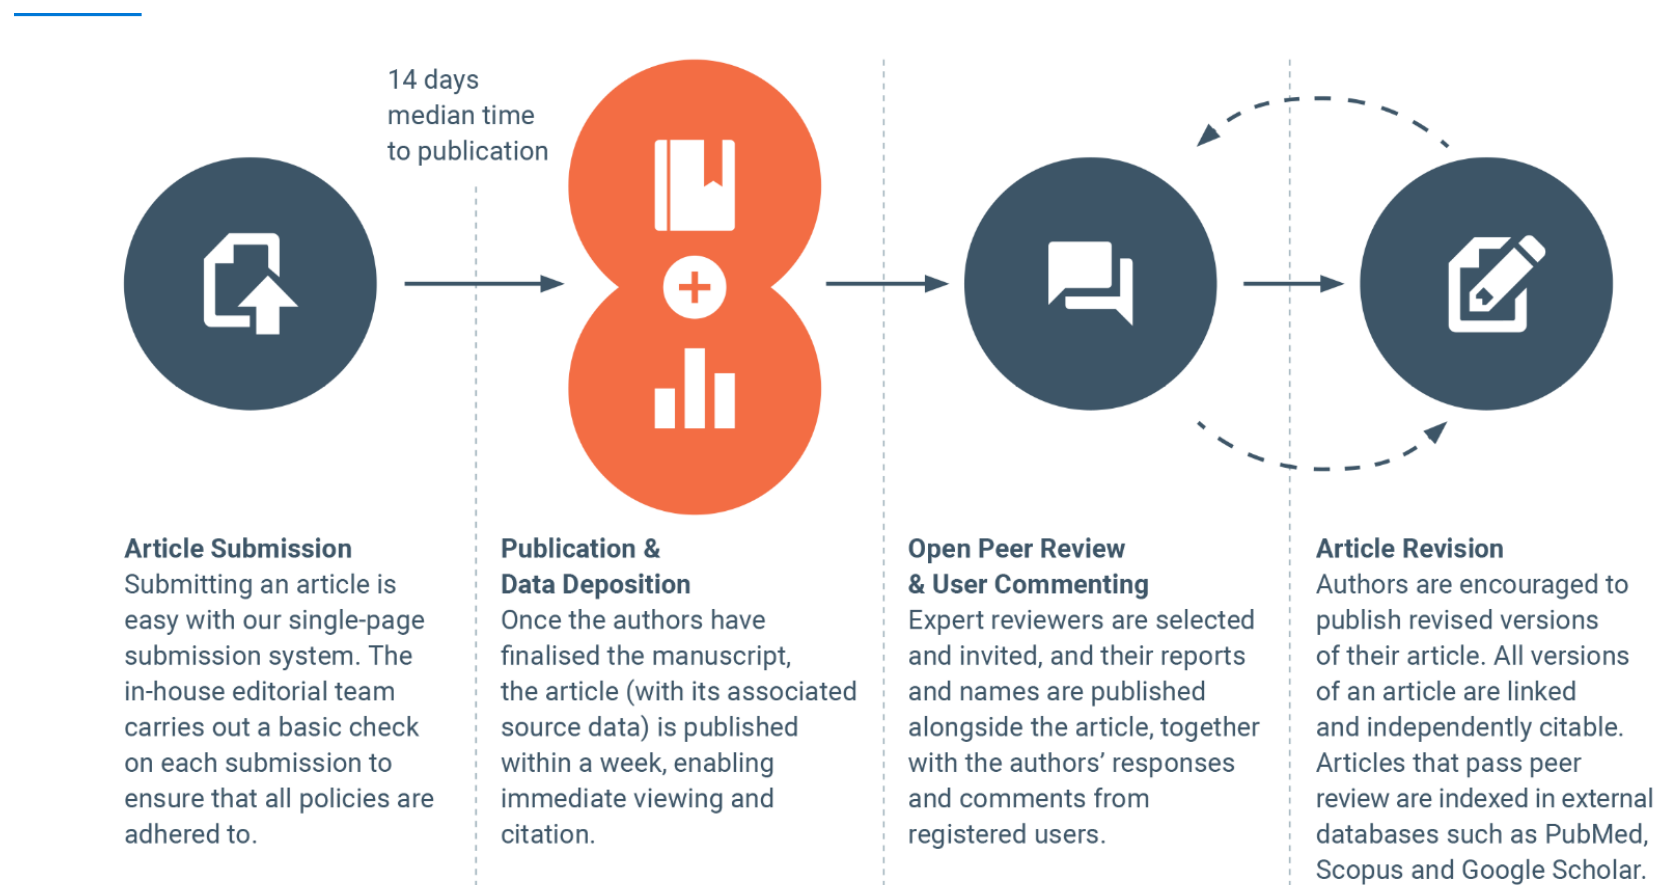 14 days
median time
to publication
Article Submission
Submitting an article is
easy with our single-page
submission system. The
in-house editorial team
carries out a basic check
on each submission to
ensure that all policies are
adhered to.
Publication &
Data Deposition
Once the authors have
finalised the manuscript,
the article (with its associated
source data) is published
within a week, enabling
immediate viewing and
citation.
Open Peer Review
& User Commenting
Expert reviewers are selected
and invited, and their reports
and names are published
alongside the article, together
with the authors’ responses
and comments from
registered users.
Article Revision
Authors are encouraged to
publish revised versions
of their article. All versions
of an article are linked
and independently citable.
Articles that pass peer
review are indexed in external
databases such as PubMed,
Scopus and Google Scholar.